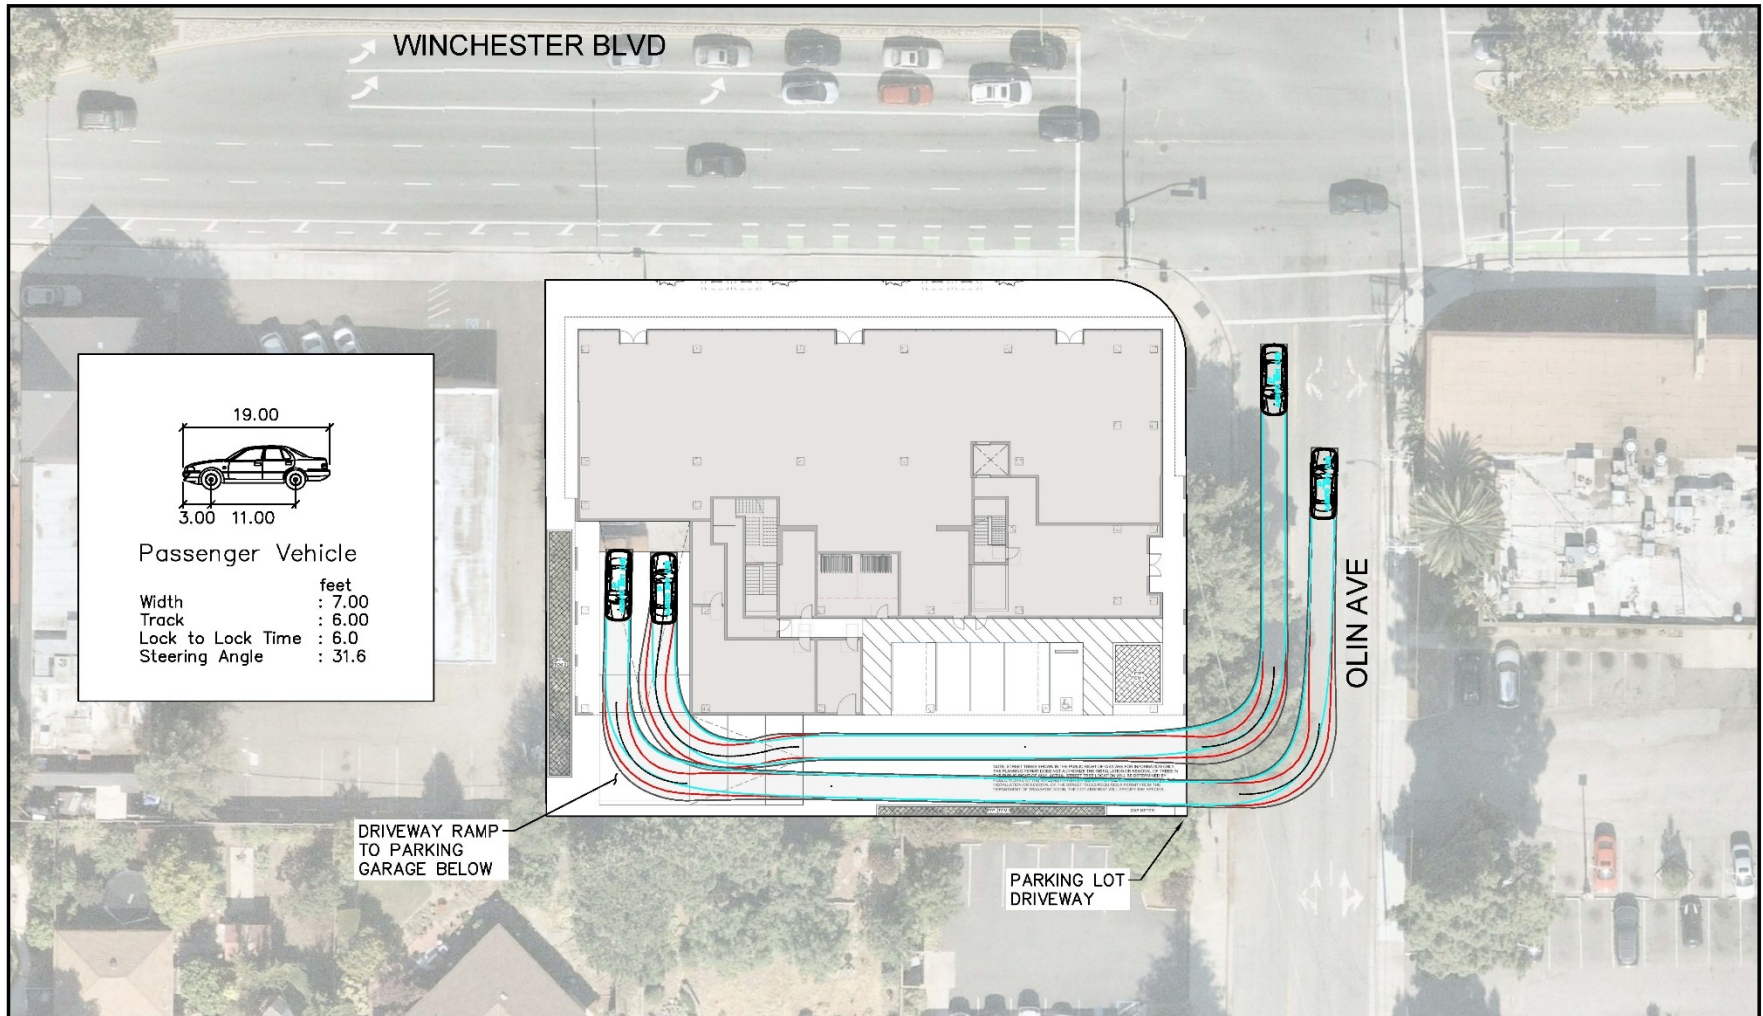 WINCHESTER BLVD
19.00
3.00 11.00
Passenger Vehicle
feet
Width : 7.00
Track : 6.00
Lock to Lock Time : 6.0
Steering Angle : 31.6
OLIN AVE
DRIVEWAY RAMP
TO PARKING
GARAGE BELOW
PARKING LOT
DRIVEWAY